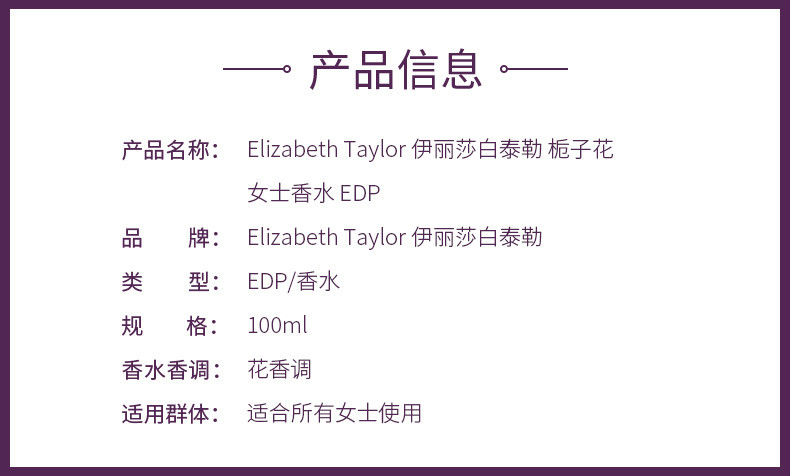 产品信息
产品名称：Elizabeth Taylor 伊丽莎白泰勒 栀子花
女士香水 EDP
品 牌：Elizabeth Taylor 伊丽莎白泰勒
类 型：EDP/香水
规 格：100ml
香水香调：花香调
适用群体：适合所有女士使用